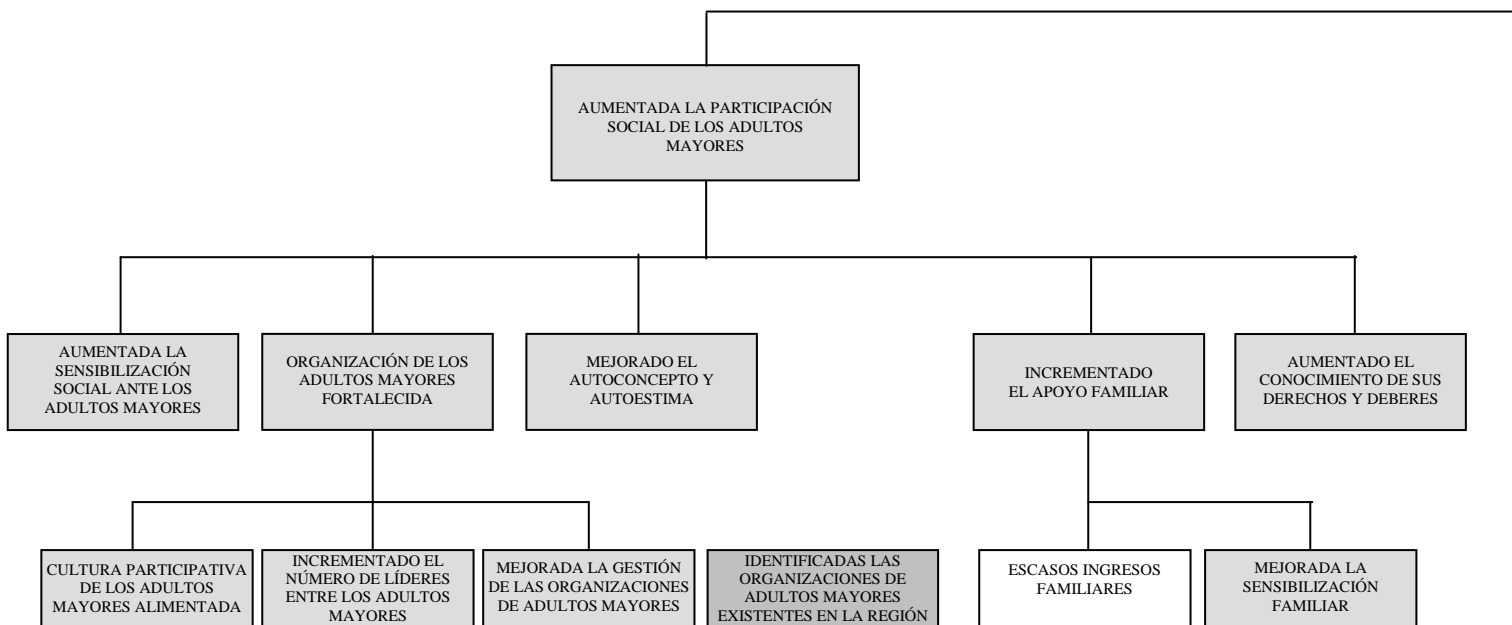 AUMENTADA LA PARTICIPACIÓN
SOCIAL DE LOS ADULTOS
MAYORES
AUMENTADA LA
SENSIBILIZACIÓN
SOCIAL ANTE LOS
ADULTOS MAYORES
ORGANIZACIÓN DE LOS
ADULTOS MAYORES
FORTALECIDA
MEJORADO EL
AUTOCONCEPTO Y
AUTOESTIMA
INCREMENTADO
EL APOYO FAMILIAR
AUMENTADO EL
CONOCIMIENTO DE SUS
DERECHOS Y DEBERES
CULTURA PARTICIPATIVA
DE LOS ADULTOS
MAYORES ALIMENTADA
INCREMENTADO EL
NÚMERO DE LÍDERES
ENTRE LOS ADULTOS
MAYORES
MEJORADA LA GESTIÓN
DE LAS ORGANIZACIONES
DE ADULTOS MAYORES
IDENTIFICADAS LAS
ORGANIZACIONES DE
ADULTOS MAYORES
EXISTENTES EN LA REGIÓN
ESCASOS INGRESOS
FAMILIARES
MEJORADA LA
SENSIBILIZACIÓN
FAMILIAR